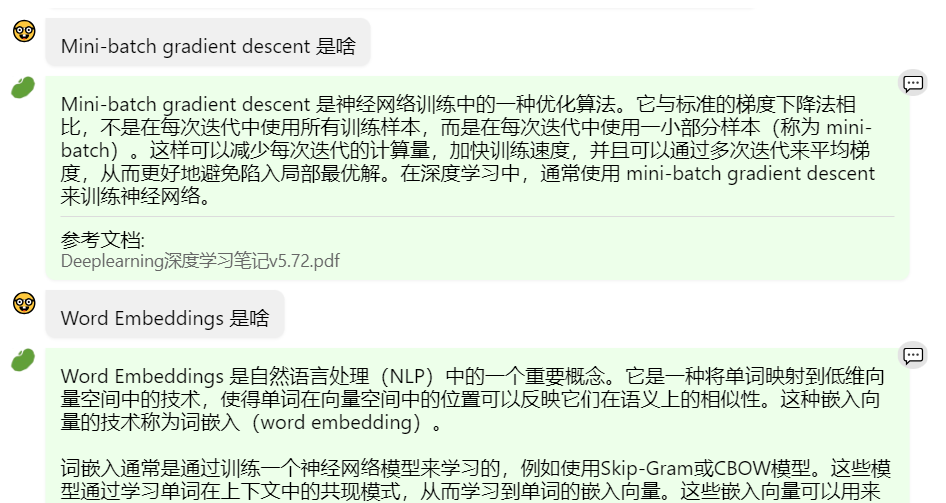 Mini-batch gradient descent 是啥
Mini-batch gradient descent 是神经网络训练中的一种优化算法。它与标准的梯度下降法相
比，不是在每次迭代中使用所有训练样本，而是在每次迭代中使用一小部分样本（称为 mini-
batch）。这样可以减少每次迭代的计算量，加快训练速度，并且可以通过多次迭代来平均梯
度，从而更好地避免陷入局部最优解。在深度学习中，通常使用 mini-batch gradient descent
来训练神经网络。
参考文档:
Deeplearning深度学习笔记v5.72.pdf
Word Embeddings 是啥
Word Embeddings 是自然语言处理（NLP）中的一个重要概念。它是一种将单词映射到低维向
量空间中的技术，使得单词在向量空间中的位置可以反映它们在语义上的相似性。这种嵌入向
量的技术称为词嵌入（word embedding）。
词嵌入通常是通过训练一个神经网络模型来学习的，例如使用Skip-Gram或CBOW模型。这些模
型通过学习单词在上下文中的共现模式，从而学习到单词的嵌入向量。这些嵌入向量可以用来